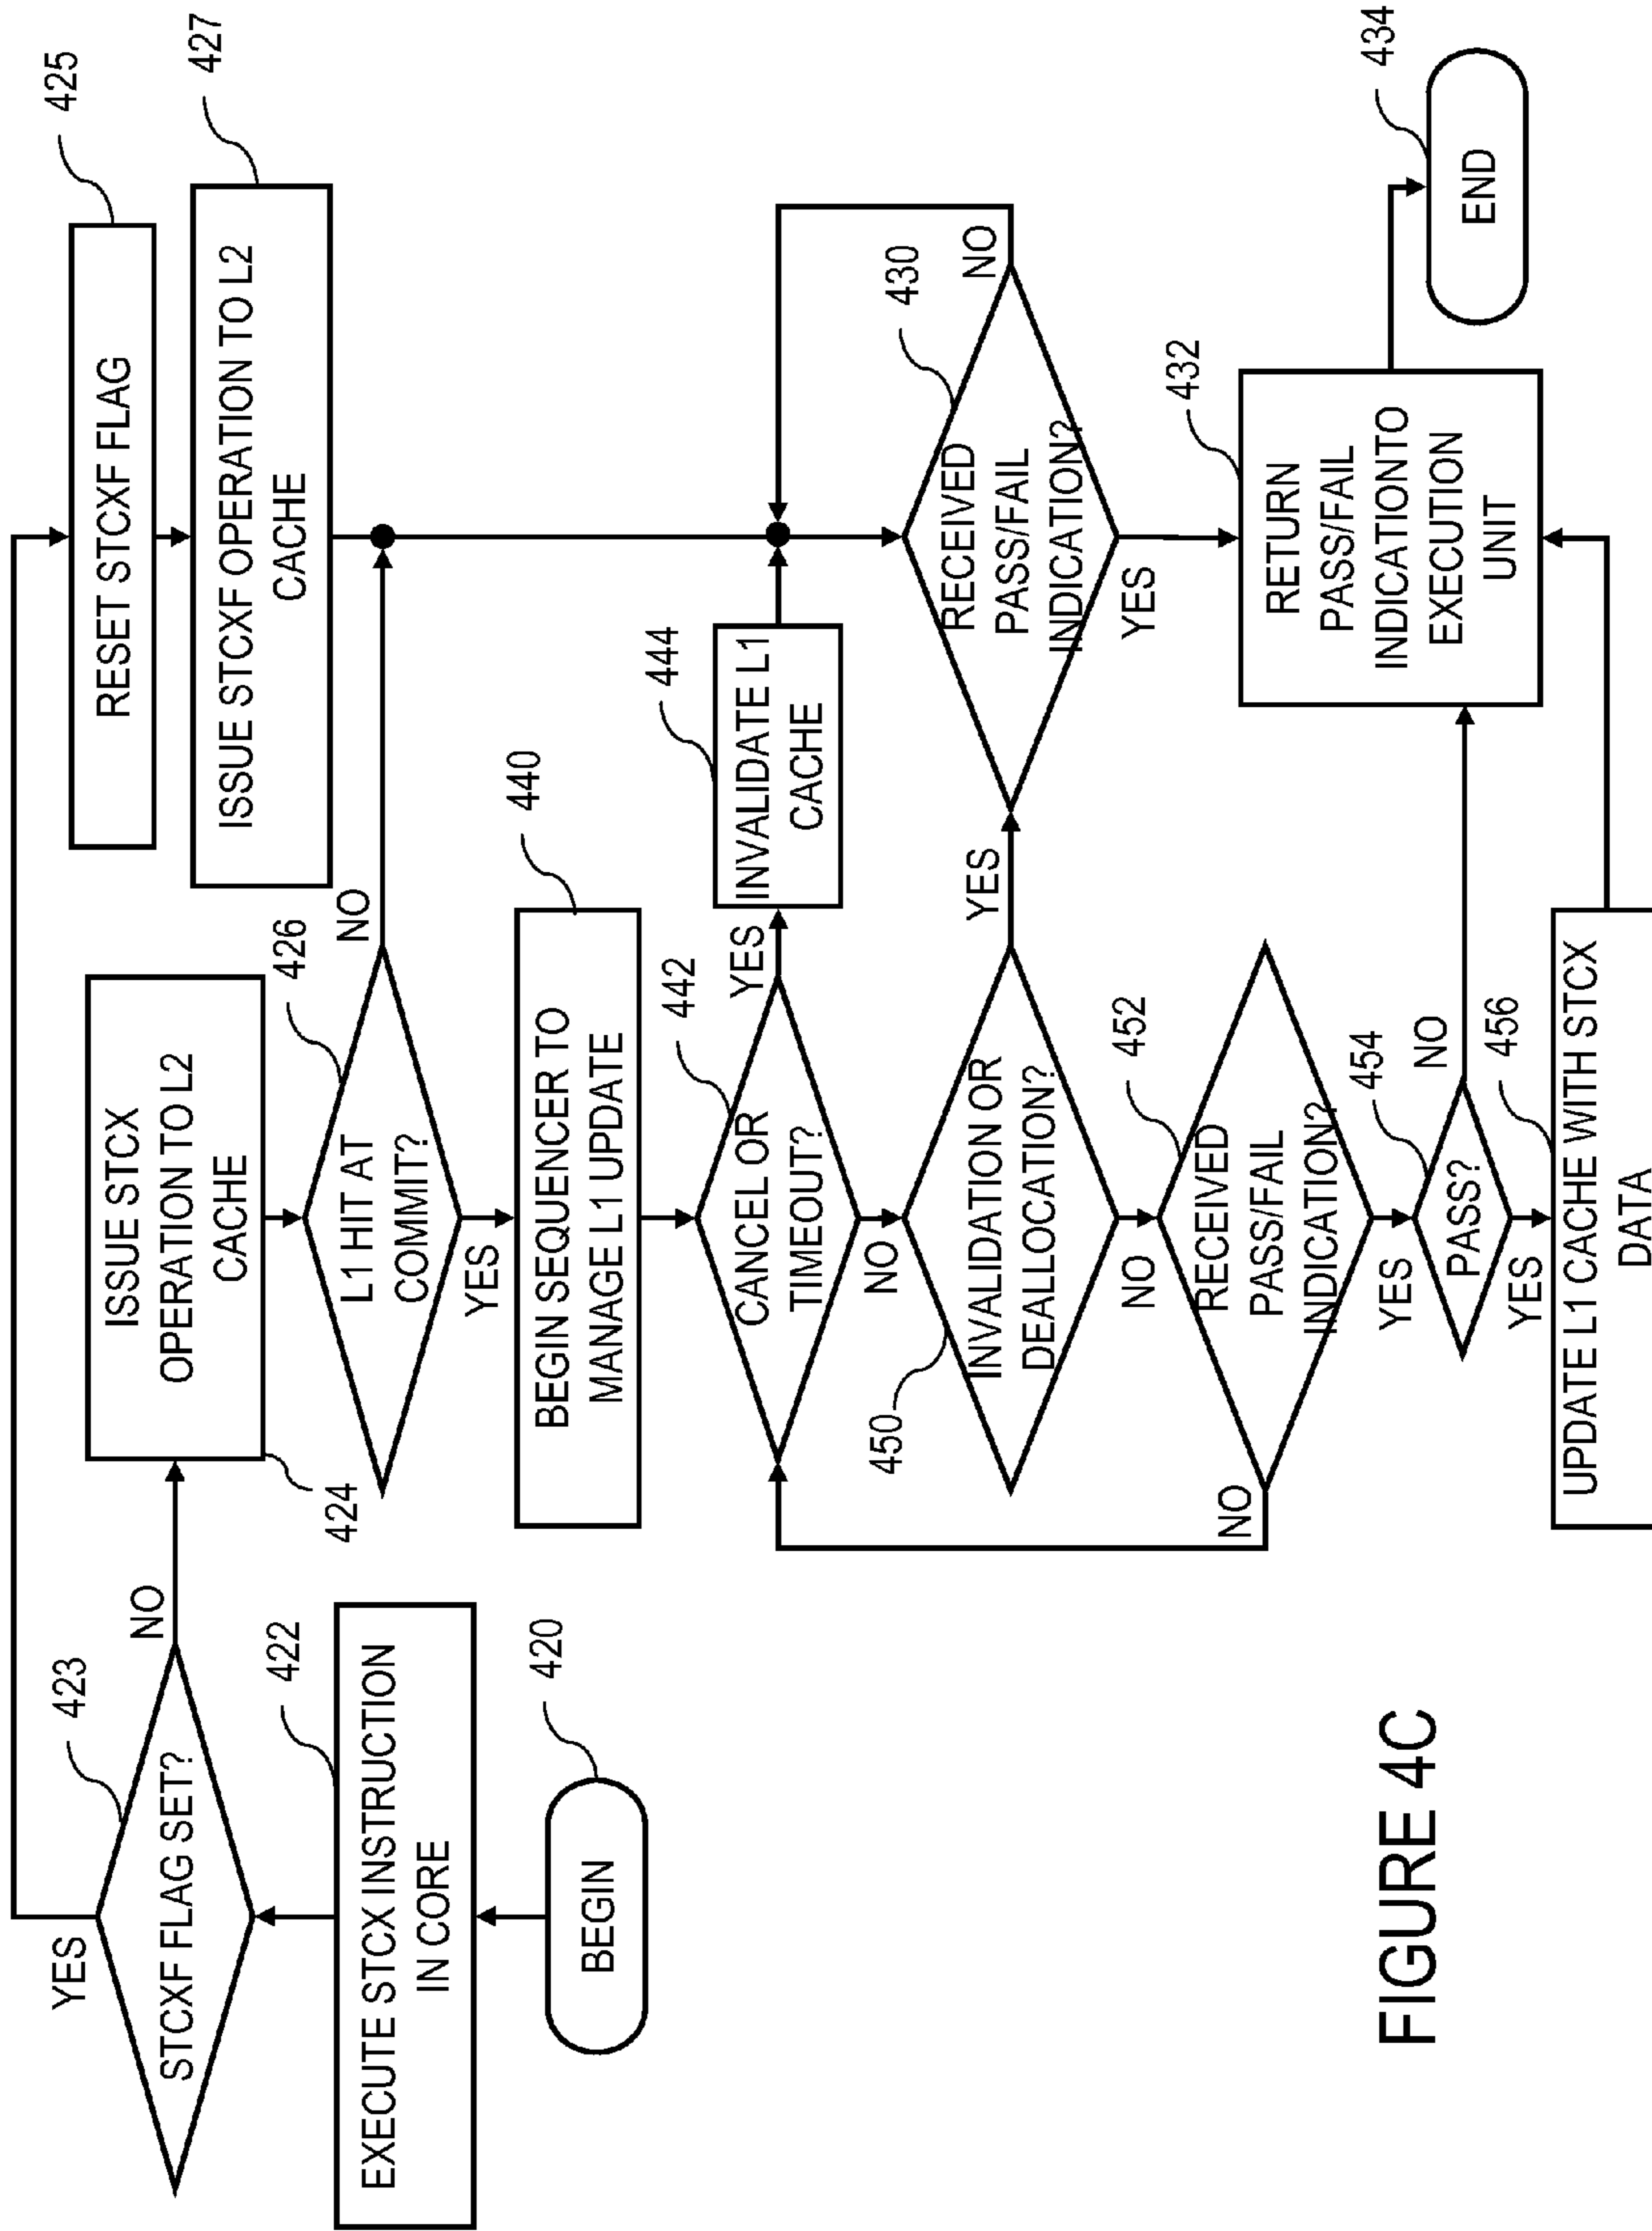 YES
425
RESET STCXF FLAG
427
ISSUE STCXF OPERATION TO L2
CACHE
423
STCXF FLAG SET?
NO
ISSUE STCX
OPERATION TO L2
CACHE
424
422
EXECUTE STCX INSTRUCTION
IN CORE
420
BEGIN
426
L1 HIT AT
COMMIT?
NO
YES
440
BEGIN SEQUENCER TO
MANAGE L1 UPDATE
442
CANCEL OR
TIMEOUT?
YES
NO
444
INVALIDATE L1
CACHE
450
INVALIDATION OR
DEALLOCATION?
YES
NO
430
RECEIVED
PASS/FAIL
INDICATION?
NO
YES
452
RECEIVED
PASS/FAIL
INDICATION?
NO
YES
432
RETURN
PASS/FAIL
INDICATIONTO
EXECUTION
UNIT
434
END
454
PASS?
NO
YES
456
UPDATE L1 CACHE WITH STCX
DATA
FIGURE 4C